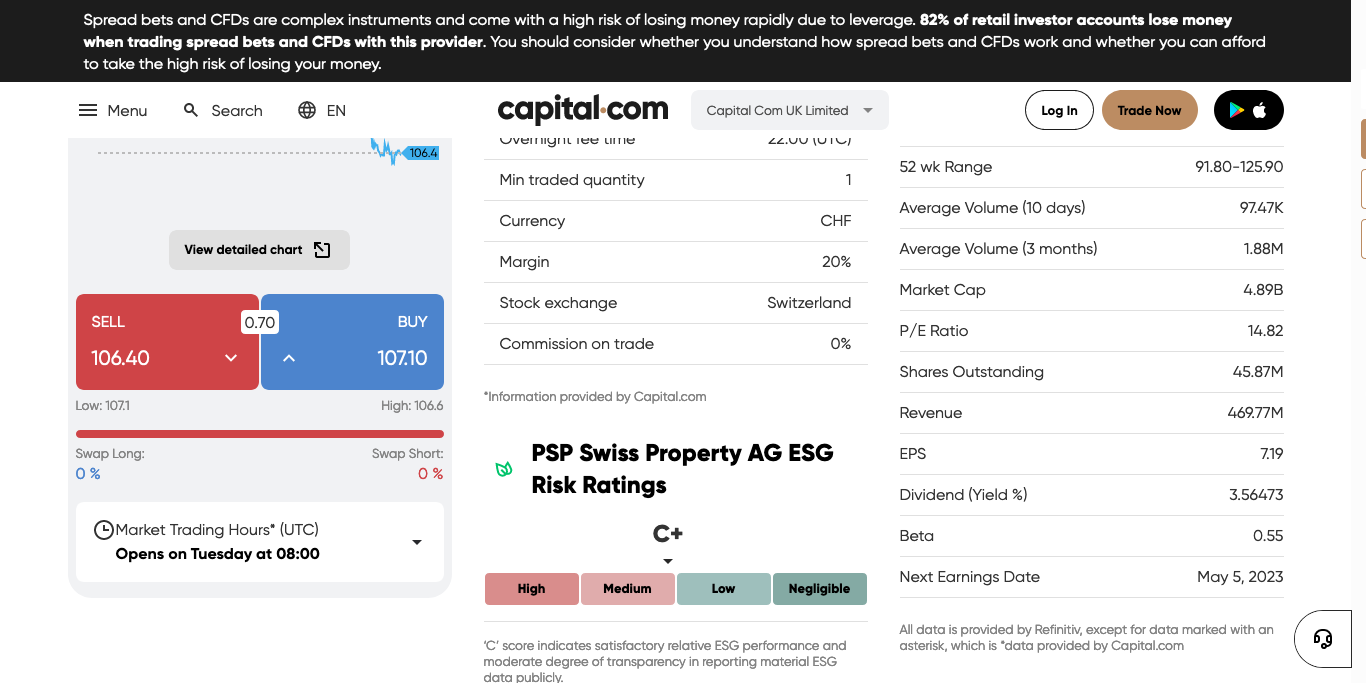 Spread bets and CFDs are complex instruments and come with a high risk of losing money rapidly due to leverage. 82% of retail investor accounts lose money
when trading spread bets and CFDs with this provider. You should consider whether you understand how spread bets and CFDs work and whether you can afford
to take the high risk of losing your money.
Menu
Search
EN
capital.com
Capital Com UK Limited
Log In
Trade Now
106.4
View detailed chart
SELL
0.70
BUY
106.40
107.10
Low: 107.1
High: 106.6
Swap Long:
Swap Short:
0 %
0 %
Market Trading Hours* (UTC)
Opens on Tuesday at 08:00
Overnight fee time 22:00 (UTC)
Min traded quantity 1
Currency CHF
Margin 20%
Stock exchange Switzerland
Commission on trade 0%
*Information provided by Capital.com
PSP Swiss Property AG ESG
Risk Ratings
C+
High
Medium
Low
Negligible
‘C’ score indicates satisfactory relative ESG performance and
moderate degree of transparency in reporting material ESG
data publicly.
52 wk Range 91.80-125.90
Average Volume (10 days) 97.47K
Average Volume (3 months) 1.88M
Market Cap 4.89B
P/E Ratio 14.82
Shares Outstanding 45.87M
Revenue 469.77M
EPS 7.19
Dividend (Yield %) 3.56473
Beta 0.55
Next Earnings Date May 5, 2023
All data is provided by Refinitiv, except for data marked with an
asterisk, which is *data provided by Capital.com